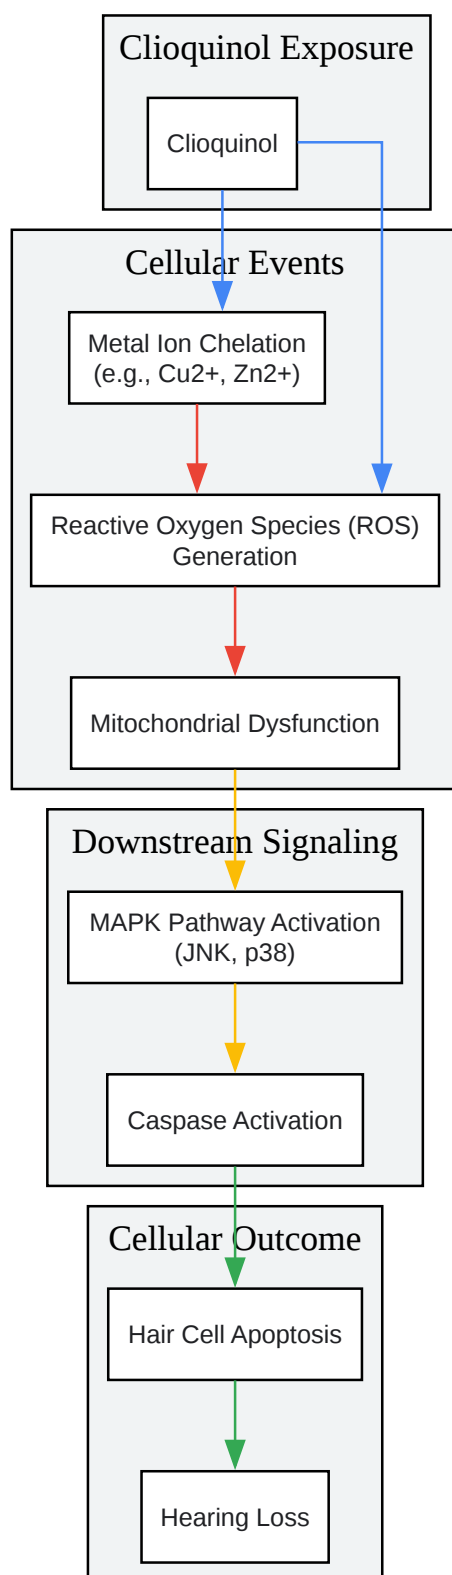 Clioquinol Exposure
Clioquinol
Cellular Events
Metal Ion Chelation
(e.g., Cu2+, Zn2+)
Reactive Oxygen Species (ROS)
Generation
Mitochondrial Dysfunction
Downstream Signaling
MAPK Pathway Activation
(JNK, p38)
Caspase Activation
Cellular Outcome
Hair Cell Apoptosis
Hearing Loss